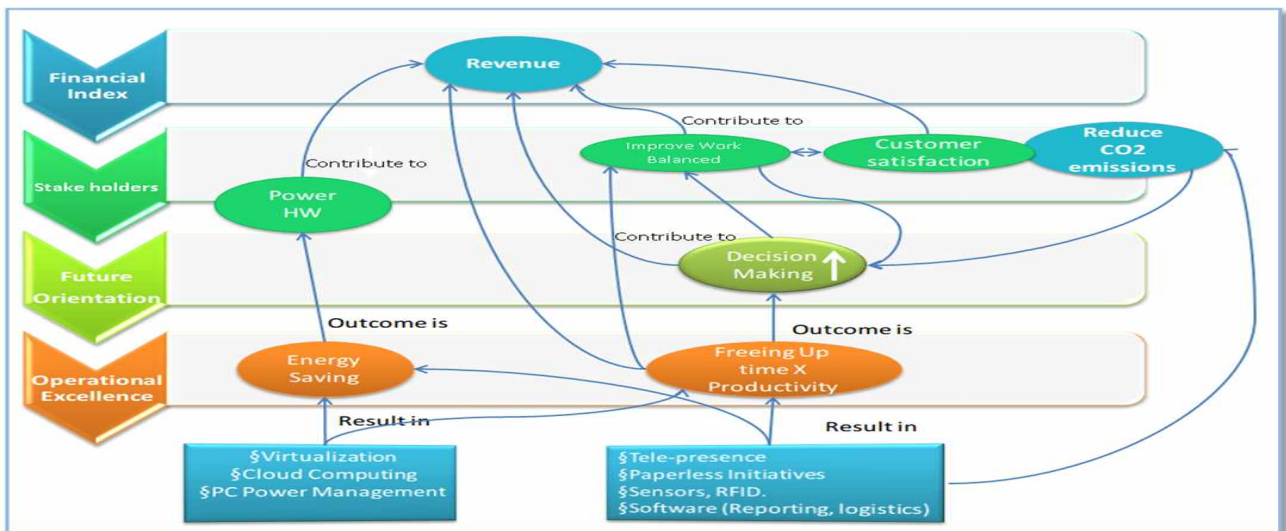 Financial
Index
Revenue
Contribute to
Stake holders
Contribute to
Improve Work
Balanced
Customer
satisfaction
Reduce
CO2
emissions
Power
HW
Future
Orientation
Contribute to
Decision
Making
Outcome is
Outcome is
Operational
Excellence
Energy
Saving
Freeing Up
time X
Productivity
Result in
Result in
§Virtualization
§Cloud Computing
§PC Power Management
§Tele-presence
§Paperless Initiatives
§Sensors, RFID.
§Software (Reporting, logistics)